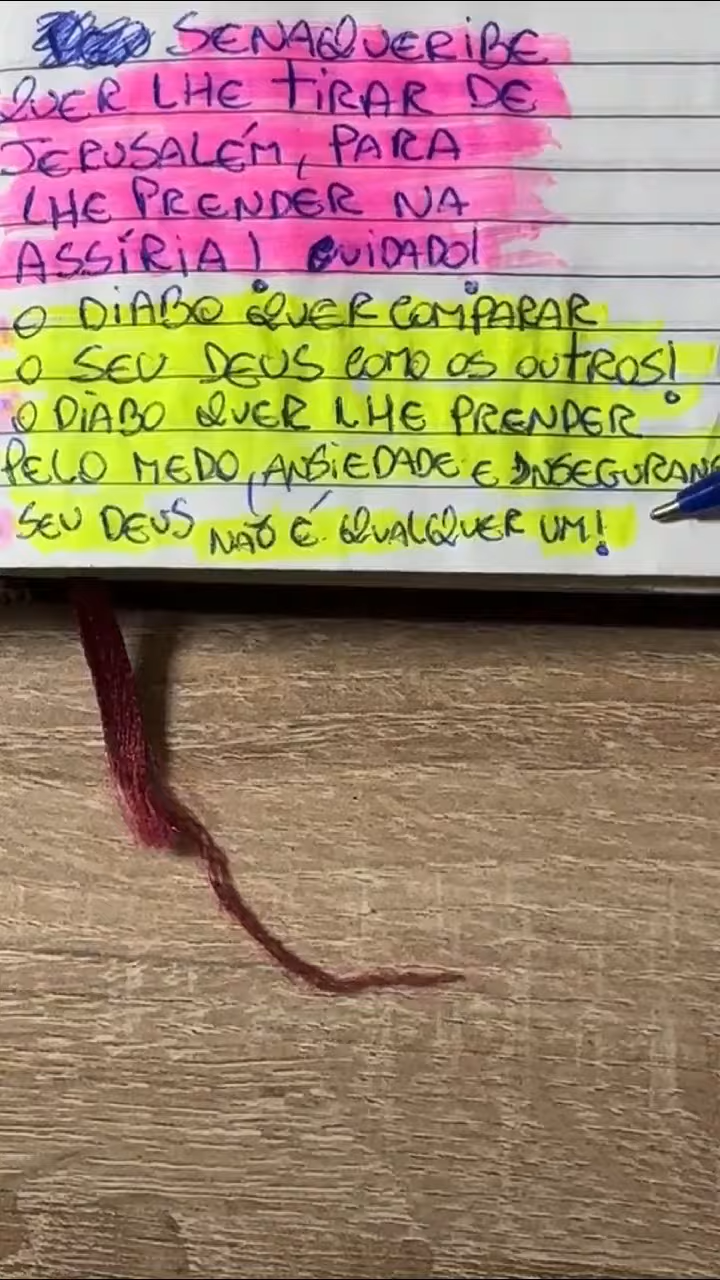 SENAQUERIBE
QUER LHE TIRAR DE
JERUSALÉM, PARA
LHE PRENDER NA
ASSÍRIA! CUIDADO!
O DIABO QUER COMPARAR
O SEU DEUS COMO OS OUTROS!
O DIABO QUER LHE PRENDER
PELO MEDO, ANSIEDADE E INSEGURANÇ
SEU DEUS NÃO É QUALQUER UM!